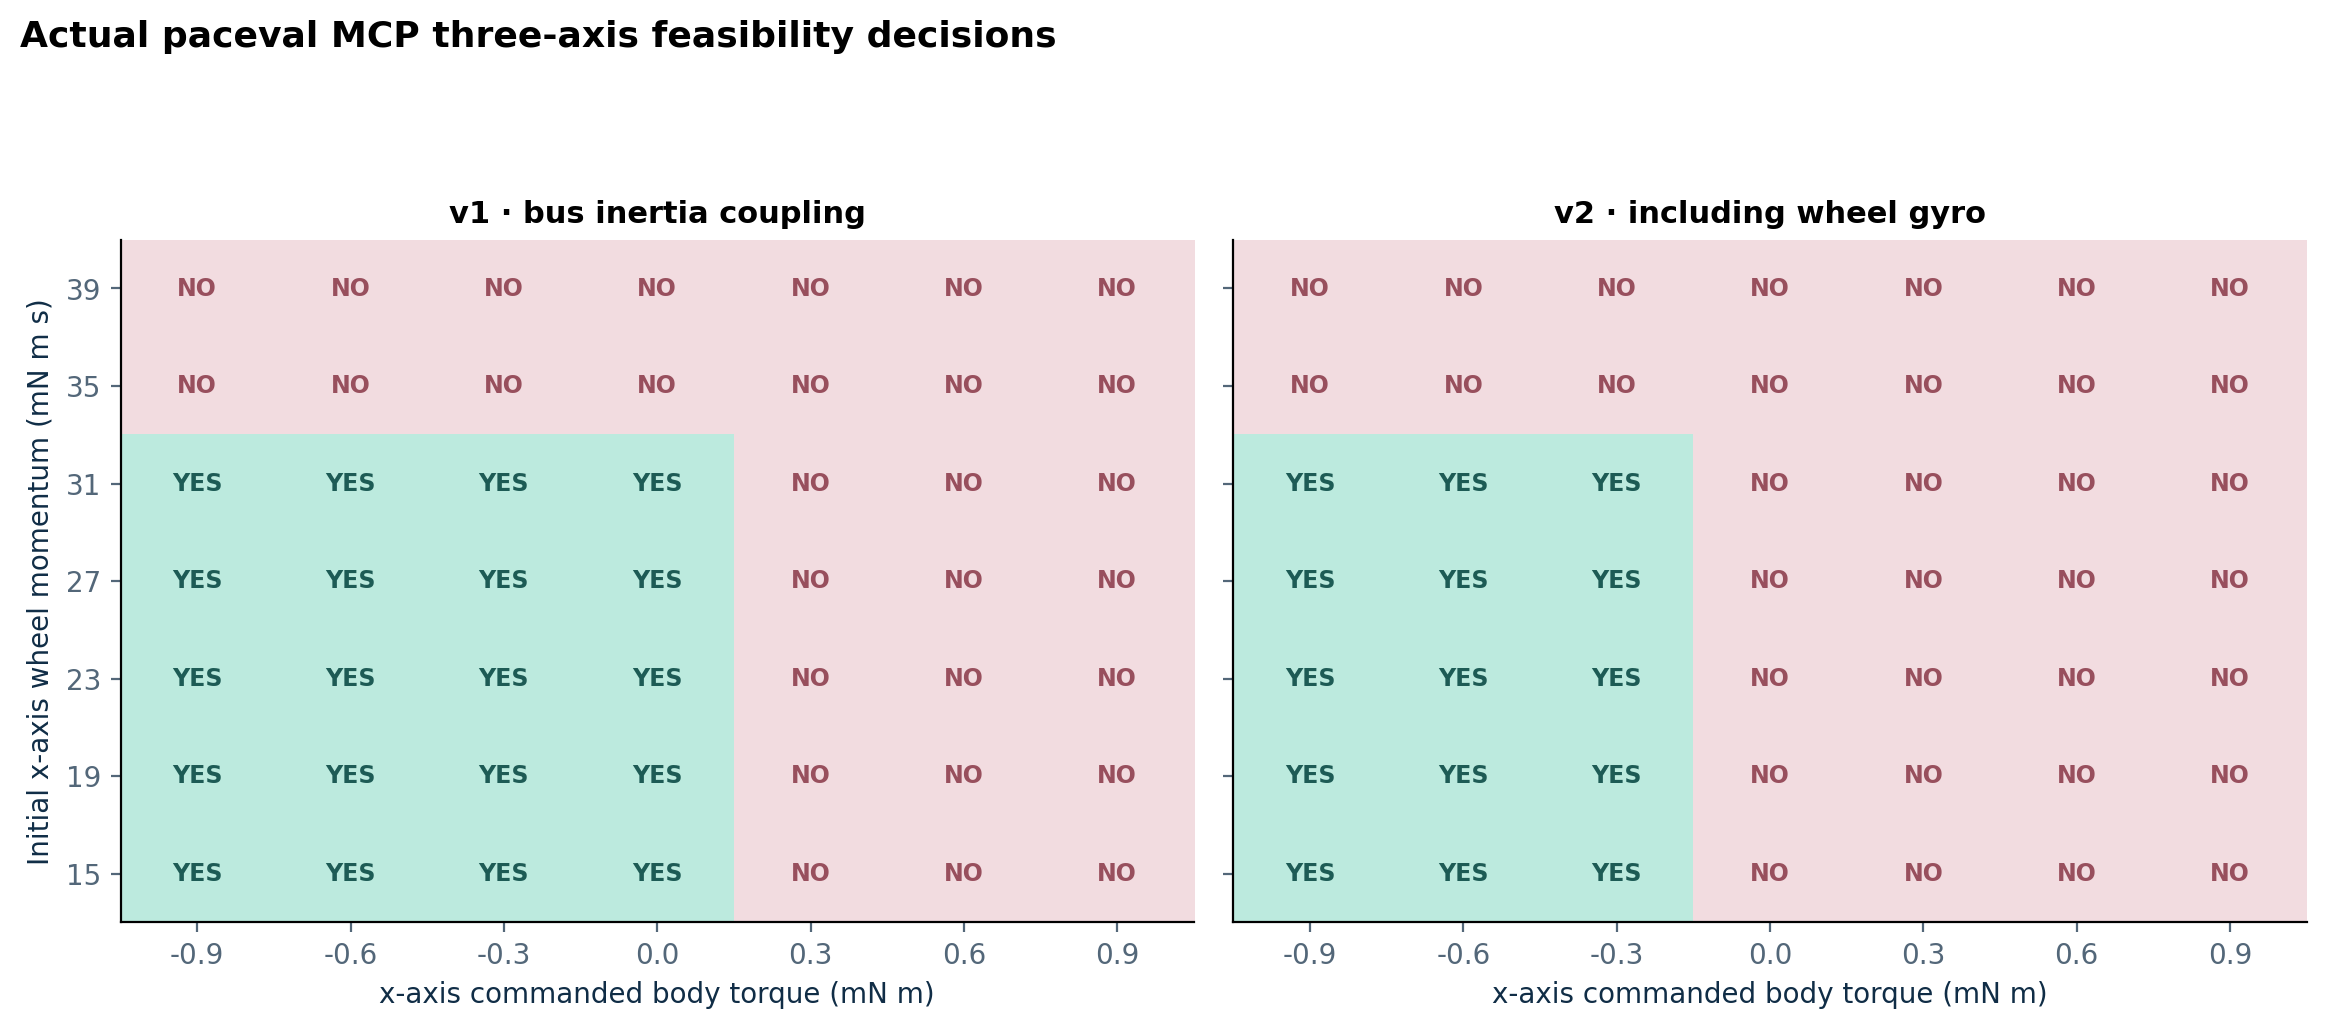 Actual paceval MCP three-axis feasibility decisions
v1 · bus inertia coupling
Initial x-axis wheel momentum (mN m s)
39 NO NO NO NO NO NO NO
35 NO NO NO NO NO NO NO
31 YES YES YES YES NO NO NO
27 YES YES YES YES NO NO NO
23 YES YES YES YES NO NO NO
19 YES YES YES YES NO NO NO
15 YES YES YES YES NO NO NO
-0.9 -0.6 -0.3 0.0 0.3 0.6 0.9
x-axis commanded body torque (mN m)
v2 · including wheel gyro
NO NO NO NO NO NO NO
NO NO NO NO NO NO NO
YES YES YES NO NO NO NO
YES YES YES NO NO NO NO
YES YES YES NO NO NO NO
YES YES YES NO NO NO NO
YES YES YES NO NO NO NO
-0.9 -0.6 -0.3 0.0 0.3 0.6 0.9
x-axis commanded body torque (mN m)